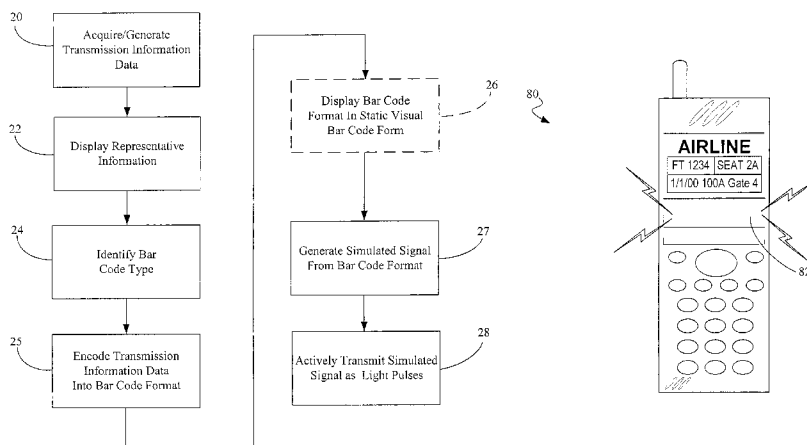 20
Acquire/Generate
Transmission Information
Data
22
Display Representative
Information
24
Identify Bar
Code Type
25
Encode Transmission
Information Data
Into Bar Code Format
Display Bar Code
Format In Static Visual
Bar Code Form
26
Generate Simulated Signal
From Bar Code Format
27
Actively Transmit Simulated
Signal as Light Pulses
28
80
AIRLINE
FT 1234 SEAT 2A
1/1/00 100A Gate 4
82